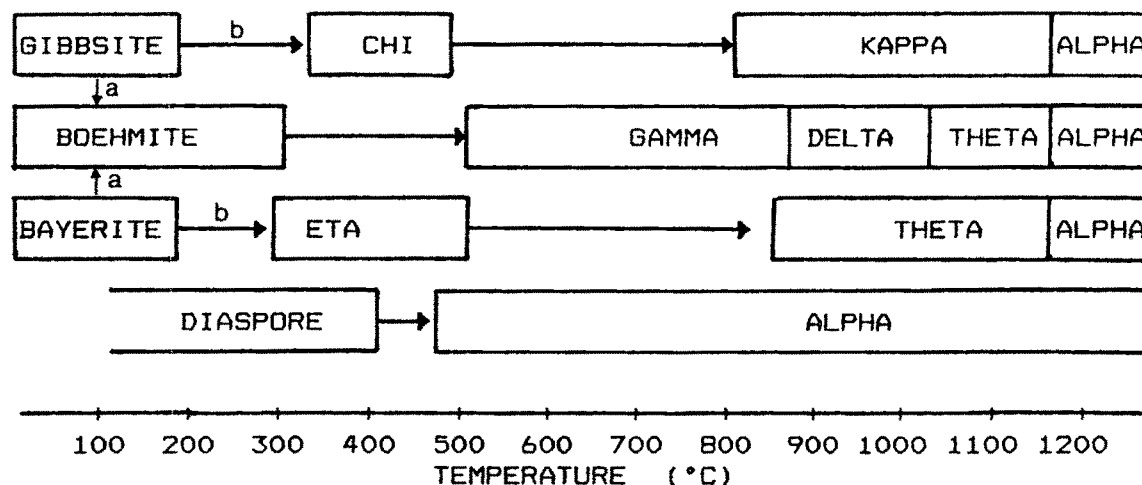 GIBBSITE b CHI KAPPA ALPHA
a
BOEHMITE GAMMA DELTA THETA ALPHA
a
BAYERITE b ETA THETA ALPHA
DIASPORE ALPHA
100 200 300 400 500 600 700 800 900 1000 1100 1200
TEMPERATURE (°C)